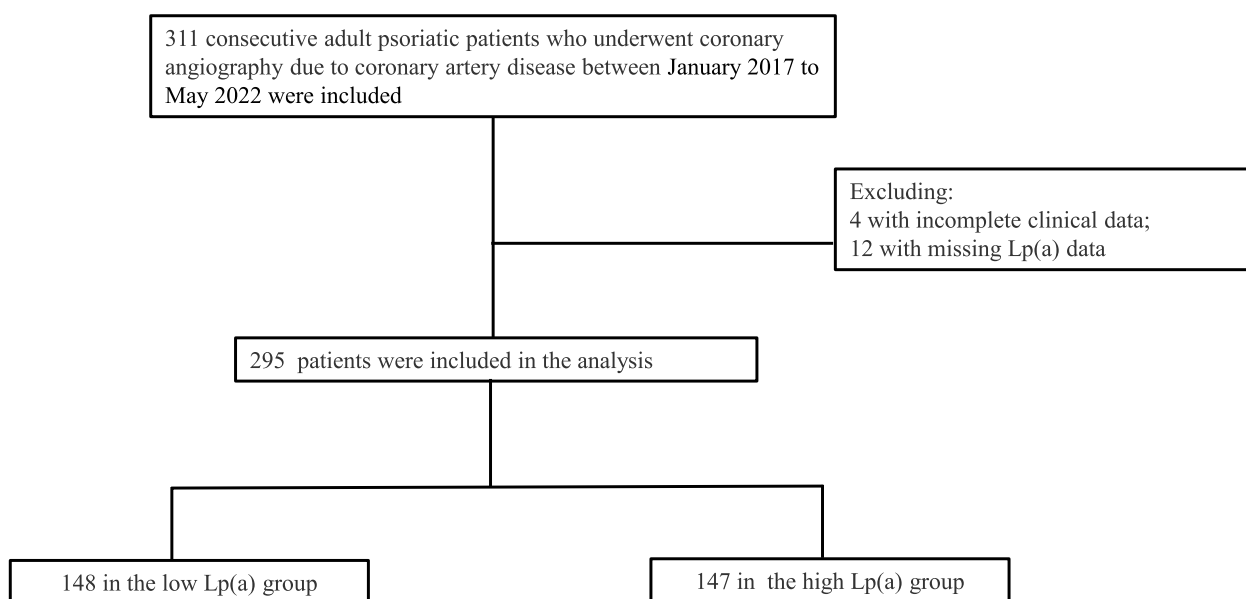 311 consecutive adult psoriatic patients who underwent coronary
angiography due to coronary artery disease between January 2017 to
May 2022 were included
Excluding:
4 with incomplete clinical data;
12 with missing Lp(a) data
295 patients were included in the analysis
148 in the low Lp(a) group
147 in the high Lp(a) group